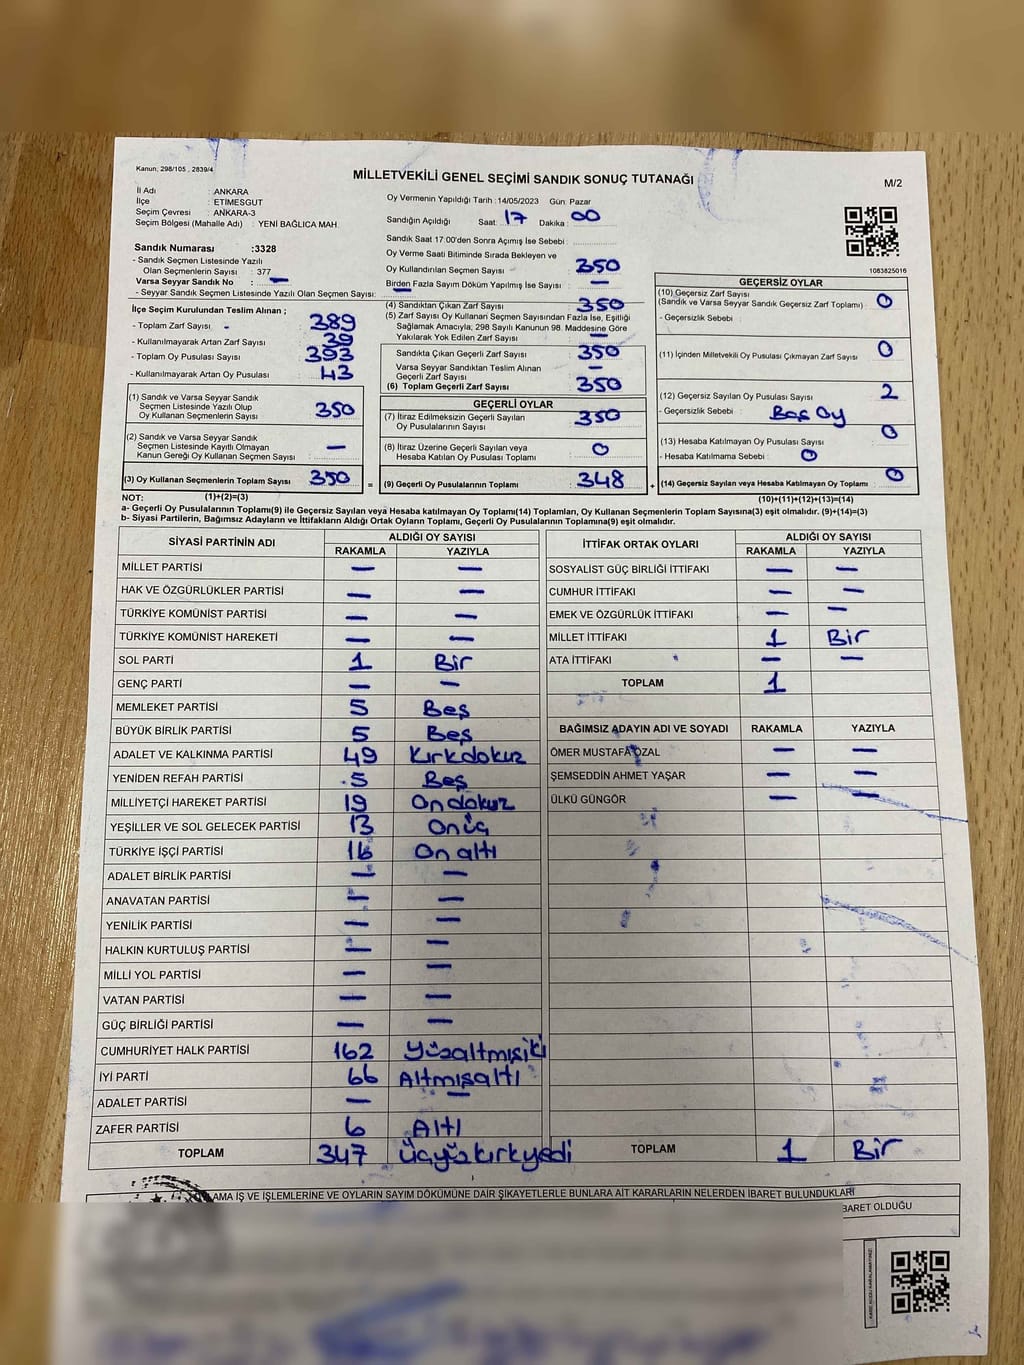 Kanun; 298/105 , 2839/4
MİLLETVEKİLİ GENEL SEÇİMİ SANDIK SONUÇ TUTANAĞI
M/2
İl Adı : ANKARA
İlçe : ETİMESGUT
Seçim Çevresi : ANKARA-3
Seçim Bölgesi (Mahalle Adı) : YENİ BAĞLICA MAH.
Oy Vermenin Yapıldığı Tarih : 14/05/2023 Gün: Pazar
Sandığın Açıldığı Saat: 17 Dakika: 00
Sandık Saat 17:00'den Sonra Açımış İse Sebebi :
Sandık Numarası :3328
- Sandık Seçmen Listesinde Yazılı
Olan Seçmenlerin Sayısı : 377
Varsa Seyyar Sandık No : —
- Seyyar Sandık Seçmen Listesinde Yazılı Olan Seçmen Sayısı:
Oy Verme Saati Bitiminde Sırada Bekleyen ve
Oy Kullandırılan Seçmen Sayısı 350
Birden Fazla Sayım Döküm Yapılmış İse Sayısı : —
1083825016
İlçe Seçim Kurulundan Teslim Alınan ;
- Toplam Zarf Sayısı : 389
- Kullanılmayarak Artan Zarf Sayısı : 39
- Toplam Oy Pusulası Sayısı : 393
- Kullanılmayarak Artan Oy Pusulası : 43
(1) Sandık ve Varsa Seyyar Sandık
Seçmen Listesinde Yazılı Olup
Oy Kullanan Seçmenlerin Sayısı : 350
(2) Sandık ve Varsa Seyyar Sandık
Seçmen Listesinde Kayıtlı Olmayan
Kanun Gereği Oy Kullanan Seçmen Sayısı : —
(3) Oy Kullanan Seçmenlerin Toplam Sayısı : 350
(4) Sandıktan Çıkan Zarf Sayısı : 350
(5) Zarf Sayısı Oy Kullanan Seçmen Sayısından Fazla İse, Eşitliği
Sağlamak Amacıyla; 298 Sayılı Kanunun 98. Maddesine Göre
Yakılarak Yok Edilen Zarf Sayısı : —
Sandıkta Çıkan Geçerli Zarf Sayısı : 350
Varsa Seyyar Sandıktan Teslim Alınan
Geçerli Zarf Sayısı : —
(6) Toplam Geçerli Zarf Sayısı : 350
GEÇERLİ OYLAR
(7) İtiraz Edilmeksizin Geçerli Sayılan
Oy Pusulalarının Sayısı : 350
(8) İtiraz Üzerine Geçerli Sayılan veya
Hesaba Katılan Oy Pusulası Toplamı : 0
= (9) Geçerli Oy Pusulalarının Toplamı : 348
GEÇERSİZ OYLAR
(10) Geçersiz Zarf Sayısı
(Sandık ve Varsa Seyyar Sandık Geçersiz Zarf Toplamı) : 0
- Geçersizlik Sebebi :
(11) İçinden Milletvekili Oy Pusulası Çıkmayan Zarf Sayısı : 0
(12) Geçersiz Sayılan Oy Pusulası Sayısı : 2
- Geçersizlik Sebebi : Boş Oy
(13) Hesaba Katılmayan Oy Pusulası Sayısı : 0
- Hesaba Katılmama Sebebi : 0
+ (14) Geçersiz Sayılan veya Hesaba Katılmayan Oy Toplamı : 0
NOT: (1)+(2)=(3) (10)+(11)+(12)+(13)=(14)
a- Geçerli Oy Pusulalarının Toplamı(9) ile Geçersiz Sayılan veya Hesaba katılmayan Oy Toplamı(14) Toplamları, Oy Kullanan Seçmenlerin Toplam Sayısına(3) eşit olmalıdır. (9)+(14)=(3)
b- Siyasi Partilerin, Bağımsız Adayların ve İttifakların Aldığı Ortak Oyların Toplamı, Geçerli Oy Pusulalarının Toplamına(9) eşit olmalıdır.
SİYASİ PARTİNİN ADI ALDIĞI OY SAYISI
RAKAMLA YAZIYLA
MİLLET PARTİSİ — —
HAK VE ÖZGÜRLÜKLER PARTİSİ — —
TÜRKİYE KOMÜNİST PARTİSİ — —
TÜRKİYE KOMÜNİST HAREKETİ — —
SOL PARTİ 1 Bir
GENÇ PARTİ — —
MEMLEKET PARTİSİ 5 Beş
BÜYÜK BİRLİK PARTİSİ 5 Beş
ADALET VE KALKINMA PARTİSİ 49 Kırkdokuz
YENİDEN REFAH PARTİSİ 5 Beş
MİLLİYETÇİ HAREKET PARTİSİ 19 Ondokuz
YEŞİLLER VE SOL GELECEK PARTİSİ 13 Onüç
TÜRKİYE İŞÇİ PARTİSİ 16 On altı
ADALET BİRLİK PARTİSİ — —
ANAVATAN PARTİSİ — —
YENİLİK PARTİSİ — —
HALKIN KURTULUŞ PARTİSİ — —
MİLLİ YOL PARTİSİ — —
VATAN PARTİSİ — —
GÜÇ BİRLİĞİ PARTİSİ — —
CUMHURİYET HALK PARTİSİ 162 Yüzaltmışiki
İYİ PARTİ 66 Altmışaltı
ADALET PARTİSİ — —
ZAFER PARTİSİ 6 Altı
TOPLAM 347 Üçyüzkırkyedi
İTTİFAK ORTAK OYLARI ALDIĞI OY SAYISI
RAKAMLA YAZIYLA
SOSYALİST GÜÇ BİRLİĞİ İTTİFAKI — —
CUMHUR İTTİFAKI — —
EMEK VE ÖZGÜRLÜK İTTİFAKI — —
MİLLET İTTİFAKI 1 Bir
ATA İTTİFAKI — —
TOPLAM 1
BAĞIMSIZ ADAYIN ADI VE SOYADI RAKAMLA YAZIYLA
ÖMER MUSTAFA ÖZAL — —
ŞEMSEDDİN AHMET YAŞAR — —
ÜLKÜ GÜNGÖR — —
TOPLAM 1 Bir
LAMA İŞ VE İŞLEMLERİNE VE OYLARIN SAYIM DÖKÜMÜNE DAİR ŞİKAYETLERLE BUNLARA AİT KARARLARIN NELERDEN İBARET BULUNDUKLARI
BARET OLDUĞU